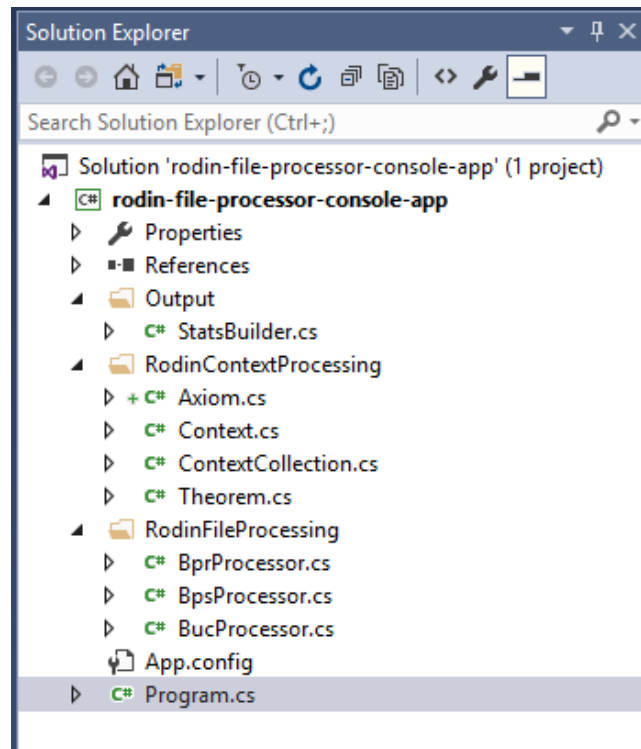 Solution Explorer
Search Solution Explorer (Ctrl+;)
Solution 'rodin-file-processor-console-app' (1 project)
C# rodin-file-processor-console-app
Properties
References
Output
C# StatsBuilder.cs
RodinContextProcessing
+ C# Axiom.cs
C# Context.cs
C# ContextCollection.cs
C# Theorem.cs
RodinFileProcessing
C# BprProcessor.cs
C# BpsProcessor.cs
C# BucProcessor.cs
App.config
C# Program.cs